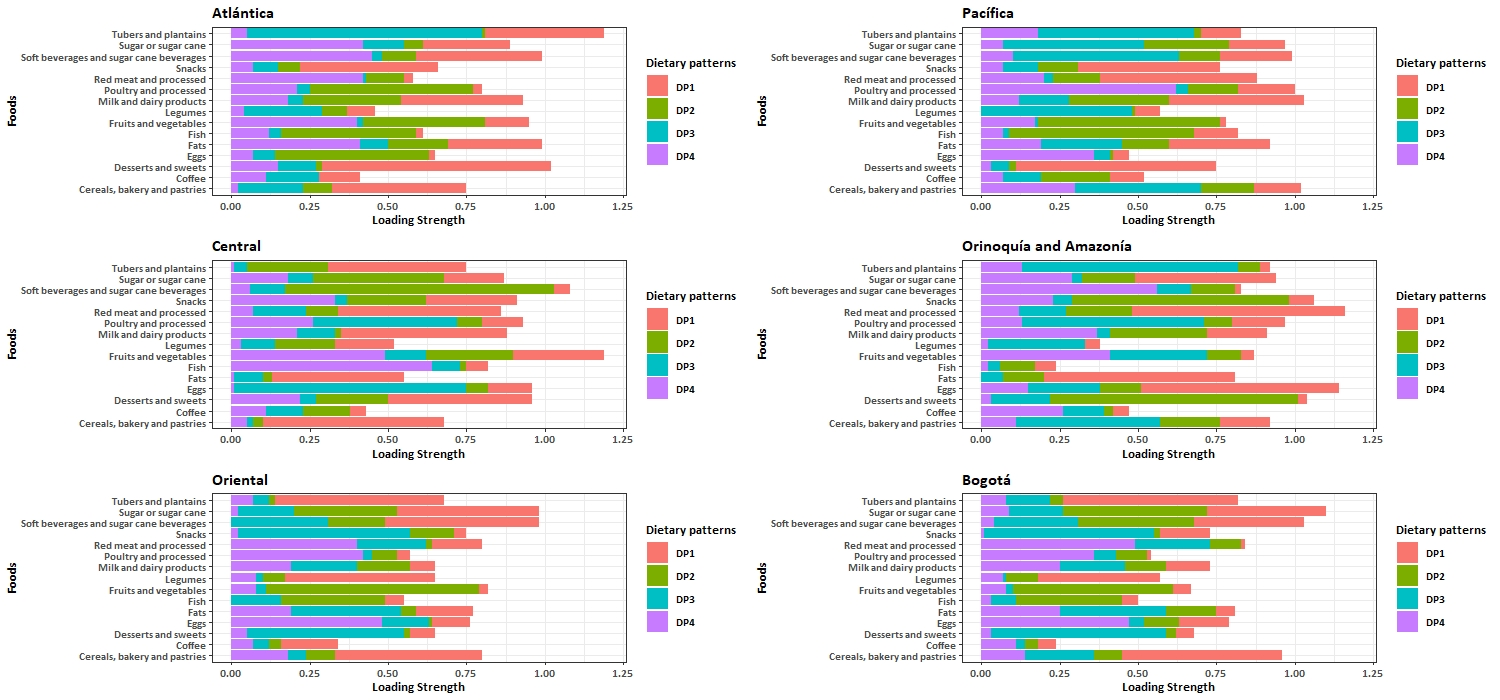 Atlántica
Foods
Tubers and plantains
Sugar or sugar cane
Soft beverages and sugar cane beverages
Snacks
Red meat and processed
Poultry and processed
Milk and dairy products
Legumes
Fruits and vegetables
Fish
Fats
Eggs
Desserts and sweets
Coffee
Cereals, bakery and pastries
0.00 0.25 0.50 0.75 1.00 1.25
Loading Strength
Dietary patterns
DP1
DP2
DP3
DP4
Pacífica
Foods
Tubers and plantains
Sugar or sugar cane
Soft beverages and sugar cane beverages
Snacks
Red meat and processed
Poultry and processed
Milk and dairy products
Legumes
Fruits and vegetables
Fish
Fats
Eggs
Desserts and sweets
Coffee
Cereals, bakery and pastries
0.00 0.25 0.50 0.75 1.00 1.25
Loading Strength
Dietary patterns
DP1
DP2
DP3
DP4
Central
Foods
Tubers and plantains
Sugar or sugar cane
Soft beverages and sugar cane beverages
Snacks
Red meat and processed
Poultry and processed
Milk and dairy products
Legumes
Fruits and vegetables
Fish
Fats
Eggs
Desserts and sweets
Coffee
Cereals, bakery and pastries
0.00 0.25 0.50 0.75 1.00 1.25
Loading Strength
Dietary patterns
DP1
DP2
DP3
DP4
Orinoquía and Amazonía
Foods
Tubers and plantains
Sugar or sugar cane
Soft beverages and sugar cane beverages
Snacks
Red meat and processed
Poultry and processed
Milk and dairy products
Legumes
Fruits and vegetables
Fish
Fats
Eggs
Desserts and sweets
Coffee
Cereals, bakery and pastries
0.00 0.25 0.50 0.75 1.00 1.25
Loading Strength
Dietary patterns
DP1
DP2
DP3
DP4
Oriental
Foods
Tubers and plantains
Sugar or sugar cane
Soft beverages and sugar cane beverages
Snacks
Red meat and processed
Poultry and processed
Milk and dairy products
Legumes
Fruits and vegetables
Fish
Fats
Eggs
Desserts and sweets
Coffee
Cereals, bakery and pastries
0.00 0.25 0.50 0.75 1.00 1.25
Loading Strength
Dietary patterns
DP1
DP2
DP3
DP4
Bogotá
Foods
Tubers and plantains
Sugar or sugar cane
Soft beverages and sugar cane beverages
Snacks
Red meat and processed
Poultry and processed
Milk and dairy products
Legumes
Fruits and vegetables
Fish
Fats
Eggs
Desserts and sweets
Coffee
Cereals, bakery and pastries
0.00 0.25 0.50 0.75 1.00 1.25
Loading Strength
Dietary patterns
DP1
DP2
DP3
DP4